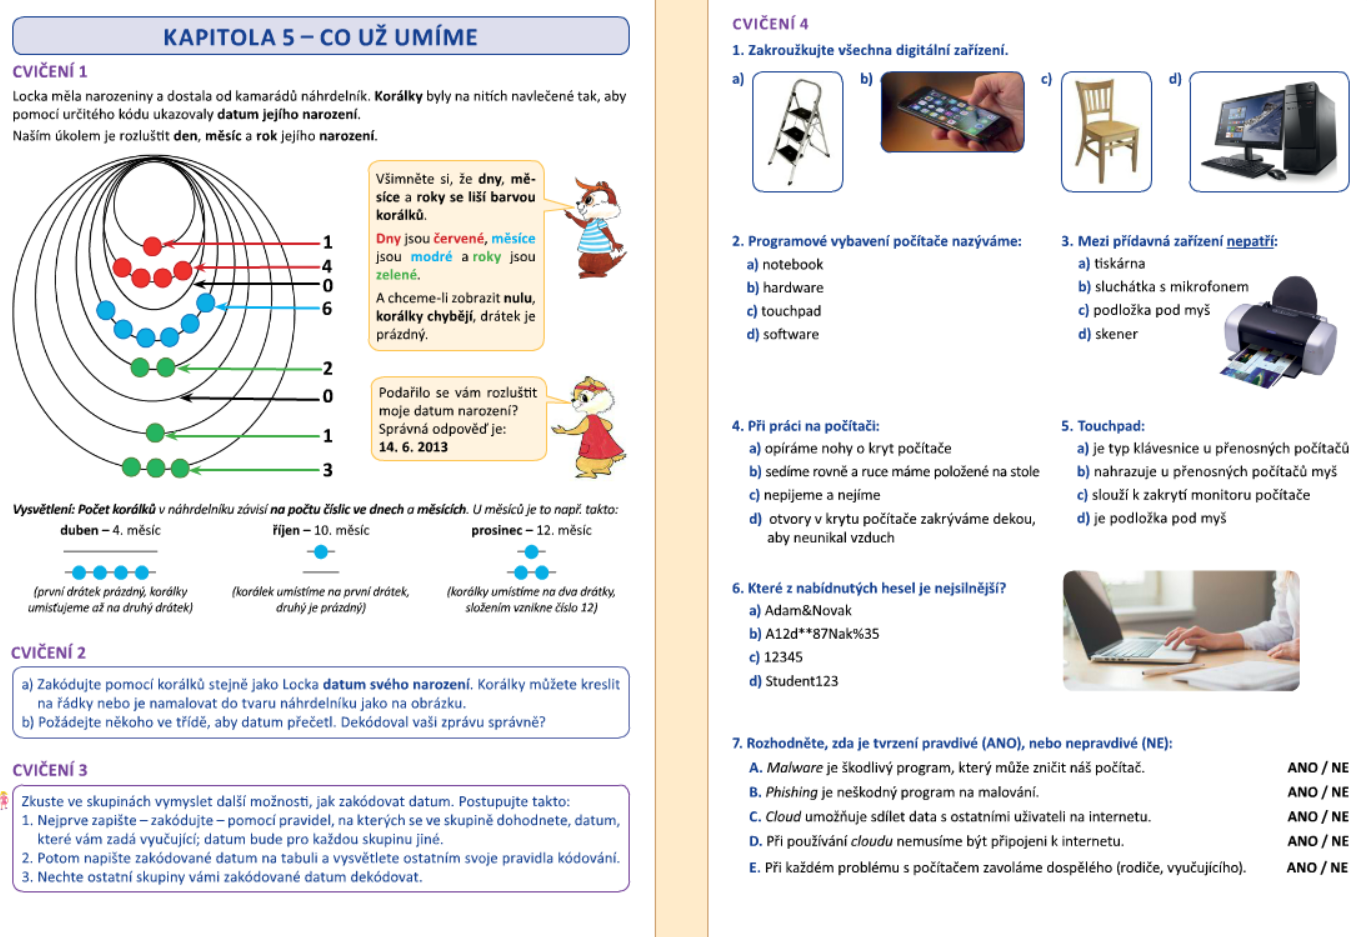 KAPITOLA 5 – CO UŽ UMÍME
CVIČENÍ 1
Locka měla narozeniny a dostala od kamarádů náhrdelník. Korálky byly na nitích navlečené tak, aby
pomocí určitého kódu ukazovaly datum jejího narození.
Naším úkolem je rozluštit den, měsíc a rok jejího narození.
1
4
0
6
2
0
1
3
Všimněte si, že dny, mě-
síce a roky se liší barvou
korálků.
Dny jsou červené, měsíce
jsou modré a roky jsou
zelené.
A chceme-li zobrazit nulu,
korálky chybějí, drátek je
prázdný.
Podařilo se vám rozluštit
moje datum narození?
Správná odpověď je:
14. 6. 2013
Vysvětlení: Počet korálků v náhrdelníku závisí na počtu číslic ve dnech a měsících. U měsíců je to např. takto:
duben – 4. měsíc
(první drátek prázdný, korálky
umisťujeme až na druhý drátek)
říjen – 10. měsíc
(korálek umístíme na první drátek,
druhý je prázdný)
prosinec – 12. měsíc
(korálky umístíme na dva drátky,
složením vznikne číslo 12)
CVIČENÍ 2
a) Zakódujte pomocí korálků stejně jako Locka datum svého narození. Korálky můžete kreslit
na řádky nebo je namalovat do tvaru náhrdelníku jako na obrázku.
b) Požádejte někoho ve třídě, aby datum přečetl. Dekódoval vaši zprávu správně?
CVIČENÍ 3
Zkuste ve skupinách vymyslet další možnosti, jak zakódovat datum. Postupujte takto:
1. Nejprve zapište – zakódujte – pomocí pravidel, na kterých se ve skupině dohodnete, datum,
které vám zadá vyučující; datum bude pro každou skupinu jiné.
2. Potom napište zakódované datum na tabuli a vysvětlete ostatním svoje pravidla kódování.
3. Nechte ostatní skupiny vámi zakódované datum dekódovat.
CVIČENÍ 4
1. Zakroužkujte všechna digitální zařízení.
a) b) c) d)
2. Programové vybavení počítače nazýváme:
a) notebook
b) hardware
c) touchpad
d) software
3. Mezi přídavná zařízení nepatří:
a) tiskárna
b) sluchátka s mikrofonem
c) podložka pod myš
d) skener
4. Při práci na počítači:
a) opíráme nohy o kryt počítače
b) sedíme rovně a ruce máme položené na stole
c) nepijeme a nejíme
d) otvory v krytu počítače zakrýváme dekou,
aby neunikal vzduch
5. Touchpad:
a) je typ klávesnice u přenosných počítačů
b) nahrazuje u přenosných počítačů myš
c) slouží k zakrytí monitoru počítače
d) je podložka pod myš
6. Které z nabídnutých hesel je nejsilnější?
a) Adam&Novak
b) A12d**87Nak%35
c) 12345
d) Student123
7. Rozhodněte, zda je tvrzení pravdivé (ANO), nebo nepravdivé (NE):
A. Malware je škodlivý program, který může zničit náš počítač. ANO / NE
B. Phishing je neškodný program na malování. ANO / NE
C. Cloud umožňuje sdílet data s ostatními uživateli na internetu. ANO / NE
D. Při používání cloudu nemusíme být připojeni k internetu. ANO / NE
E. Při každém problému s počítačem zavoláme dospělého (rodiče, vyučujícího). ANO / NE